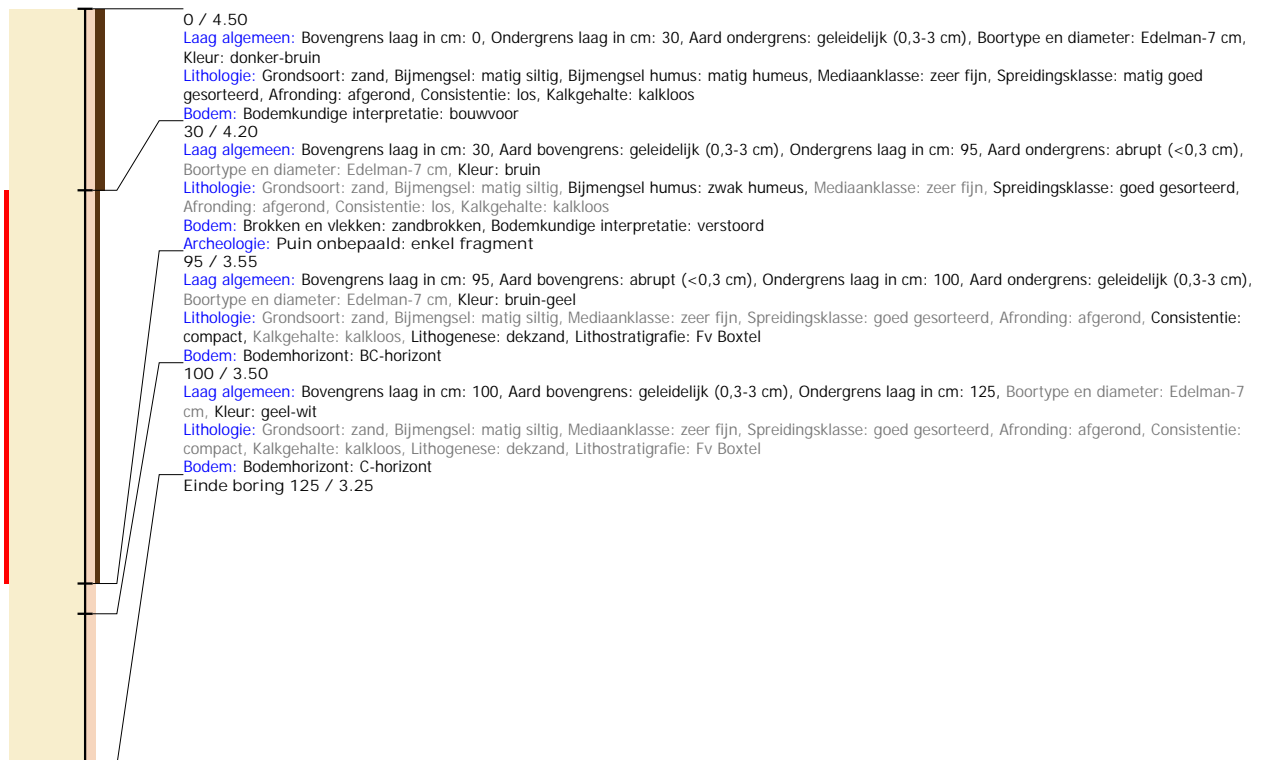 0 / 4.50
Laag algemeen: Bovengrens laag in cm: 0, Ondergrens laag in cm: 30, Aard ondergrens: geleidelijk (0,3-3 cm), Boortype en diameter: Edelman-7 cm,
Kleur: donker-bruin
Lithologie: Grondsoort: zand, Bijmengsel: matig siltig, Bijmengsel humus: matig humeus, Mediaanklasse: zeer fijn, Spreidingsklasse: matig goed
gesorteerd, Afronding: afgerond, Consistentie: los, Kalkgehalte: kalkloos
Bodem: Bodemkundige interpretatie: bouwvoor
30 / 4.20
Laag algemeen: Bovengrens laag in cm: 30, Aard bovengrens: geleidelijk (0,3-3 cm), Ondergrens laag in cm: 95, Aard ondergrens: abrupt (<0,3 cm),
Boortype en diameter: Edelman-7 cm, Kleur: bruin
Lithologie: Grondsoort: zand, Bijmengsel: matig siltig, Bijmengsel humus: zwak humeus, Mediaanklasse: zeer fijn, Spreidingsklasse: goed gesorteerd,
Afronding: afgerond, Consistentie: los, Kalkgehalte: kalkloos
Bodem: Brokken en vlekken: zandbrokken, Bodemkundige interpretatie: verstoord
Archeologie: Puin onbepaald: enkel fragment
95 / 3.55
Laag algemeen: Bovengrens laag in cm: 95, Aard bovengrens: abrupt (<0,3 cm), Ondergrens laag in cm: 100, Aard ondergrens: geleidelijk (0,3-3 cm),
Boortype en diameter: Edelman-7 cm, Kleur: bruin-geel
Lithologie: Grondsoort: zand, Bijmengsel: matig siltig, Mediaanklasse: zeer fijn, Spreidingsklasse: goed gesorteerd, Afronding: afgerond, Consistentie:
compact, Kalkgehalte: kalkloos, Lithogenese: dekzand, Lithostratigrafie: Fv Boxtel
Bodem: Bodemhorizont: BC-horizont
100 / 3.50
Laag algemeen: Bovengrens laag in cm: 100, Aard bovengrens: geleidelijk (0,3-3 cm), Ondergrens laag in cm: 125, Boortype en diameter: Edelman-7
cm, Kleur: geel-wit
Lithologie: Grondsoort: zand, Bijmengsel: matig siltig, Mediaanklasse: zeer fijn, Spreidingsklasse: goed gesorteerd, Afronding: afgerond, Consistentie:
compact, Kalkgehalte: kalkloos, Lithogenese: dekzand, Lithostratigrafie: Fv Boxtel
Bodem: Bodemhorizont: C-horizont
Einde boring 125 / 3.25